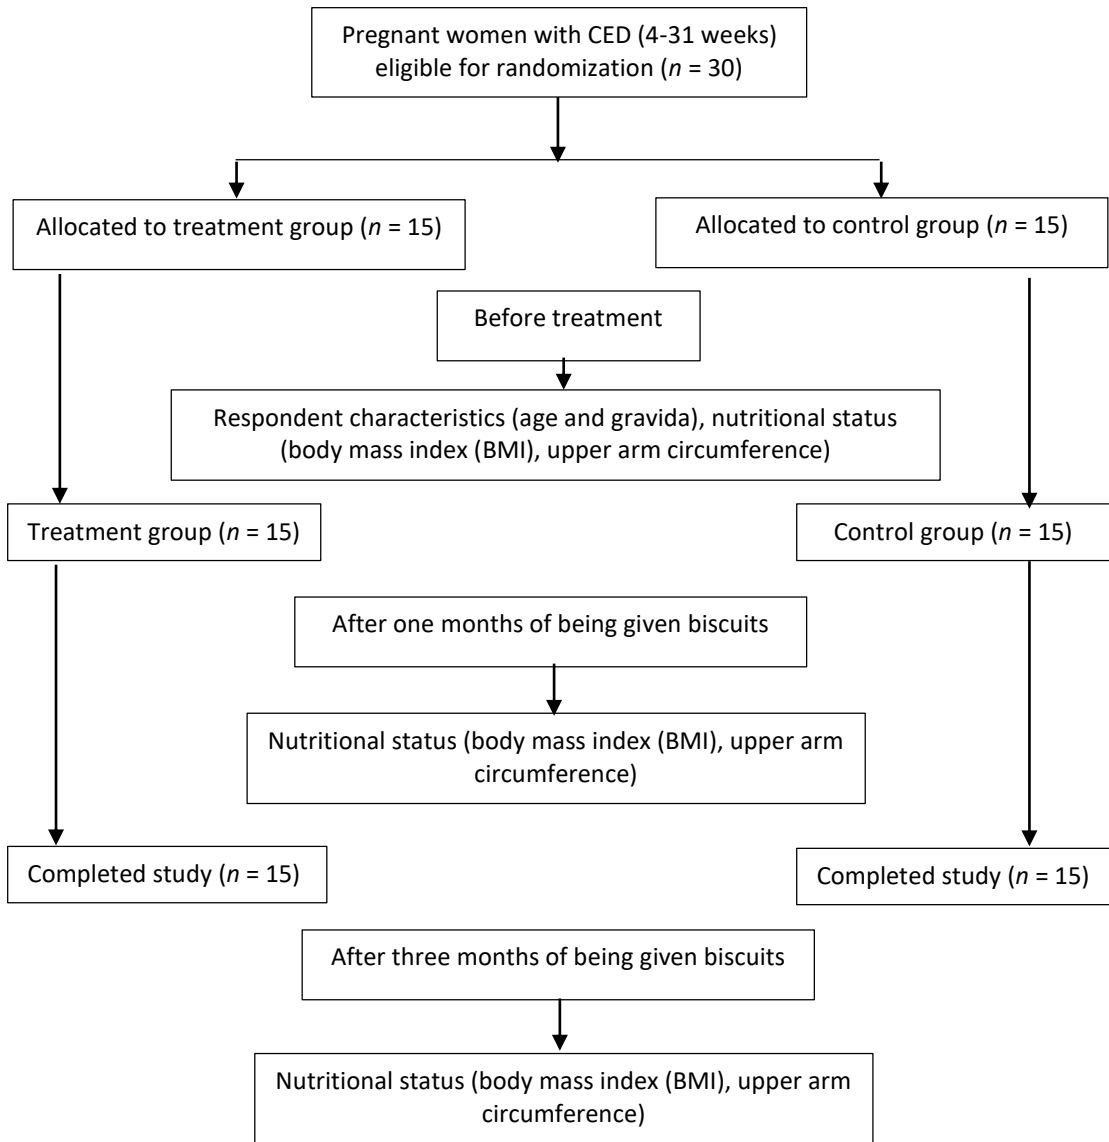 Pregnant women with CED (4-31 weeks)
eligible for randomization (n = 30)
Allocated to treatment group (n = 15)
Allocated to control group (n = 15)
Before treatment
Respondent characteristics (age and gravida), nutritional status
(body mass index (BMI), upper arm circumference)
Treatment group (n = 15)
Control group (n = 15)
After one months of being given biscuits
Nutritional status (body mass index (BMI), upper arm
circumference)
Completed study (n = 15)
Completed study (n = 15)
After three months of being given biscuits
Nutritional status (body mass index (BMI), upper arm
circumference)